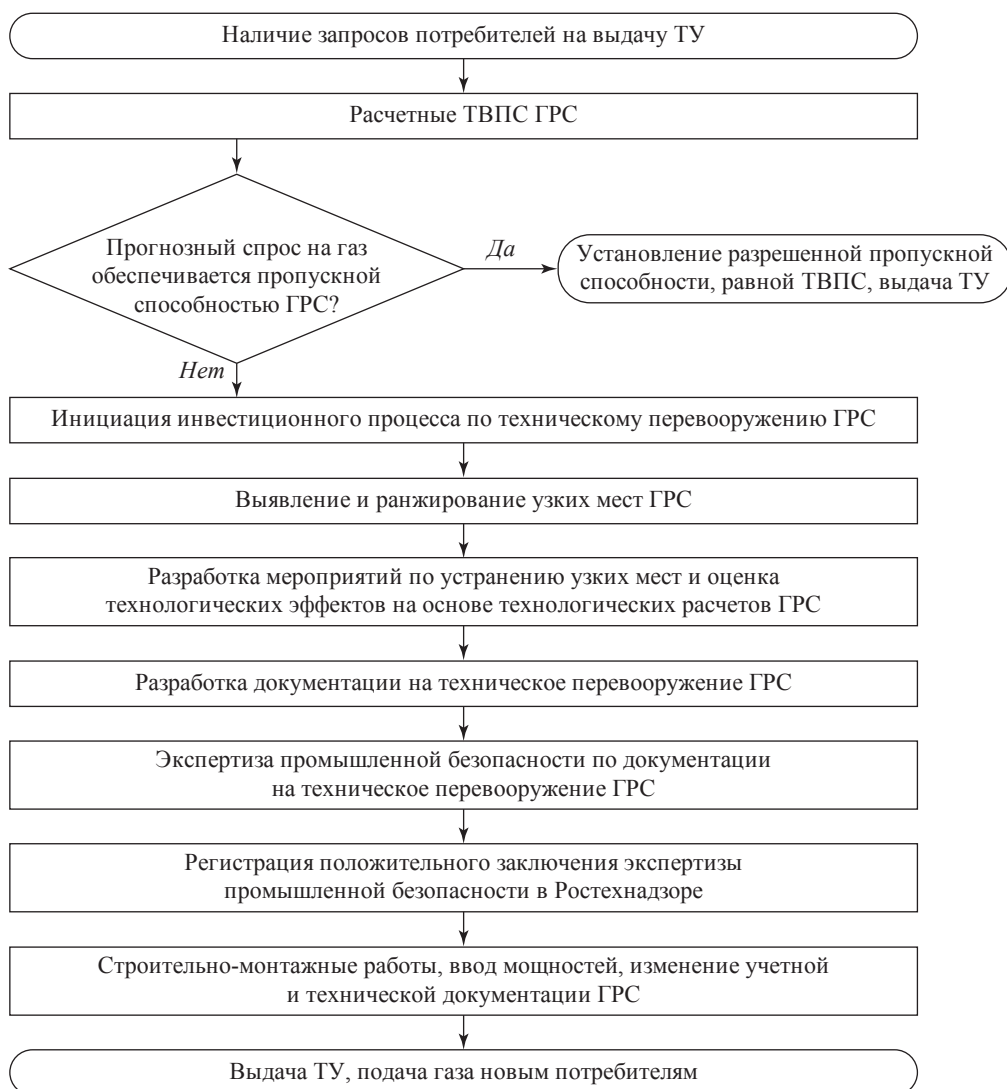 Наличие запросов потребителей на выдачу ТУ
Расчетные ТВПС ГРС
Прогнозный спрос на газ
обеспечивается пропускной
способностью ГРС?
Да
Установление разрешенной пропускной
способности, равной ТВПС, выдача ТУ
Нет
Инициация инвестиционного процесса по техническому перевооружению ГРС
Выявление и ранжирование узких мест ГРС
Разработка мероприятий по устранению узких мест и оценка
технологических эффектов на основе технологических расчетов ГРС
Разработка документации на техническое перевооружение ГРС
Экспертиза промышленной безопасности по документации
на техническое перевооружение ГРС
Регистрация положительного заключения экспертизы
промышленной безопасности в Ростехнадзоре
Строительно-монтажные работы, ввод мощностей, изменение учетной
и технической документации ГРС
Выдача ТУ, подача газа новым потребителям